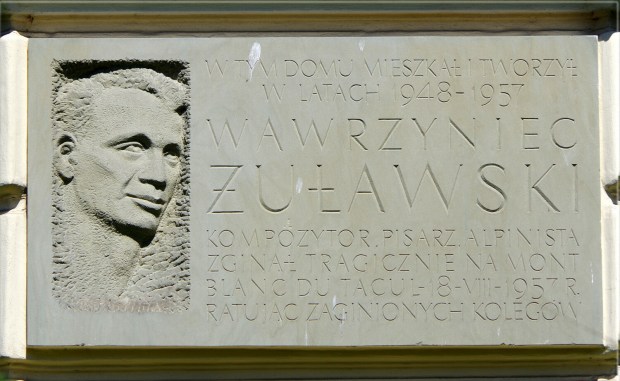 W TYM DOMU MIESZKAŁ I TWORZYŁ
W LATACH 1948-1957
WAWRZYNIEC
ŻUŁAWSKI
KOMPOZYTOR, PISARZ, ALPINISTA
ZGINĄŁ TRAGICZNIE NA MONT
BLANC DU TACUL-18-VIII-1957 R.
RATUJĄC ZAGINIONYCH KOLEGÓW